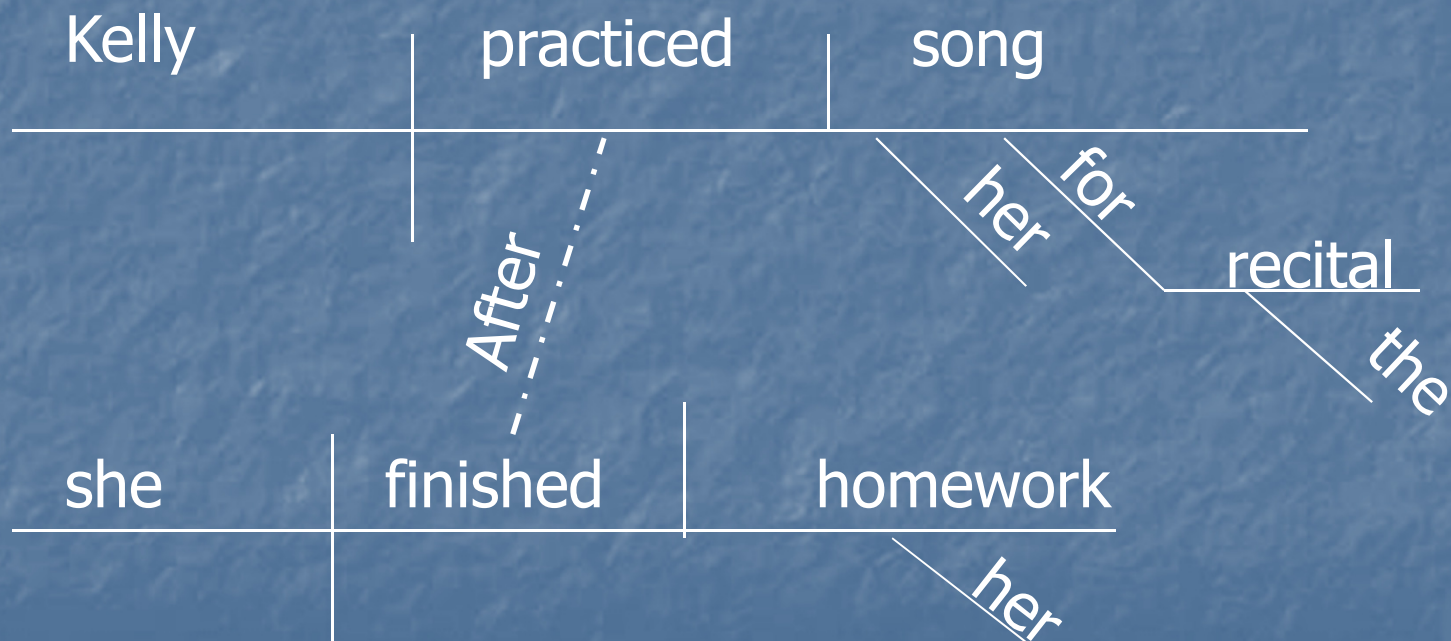 Kelly practiced song
her for
recital
the
After
she finished homework
her